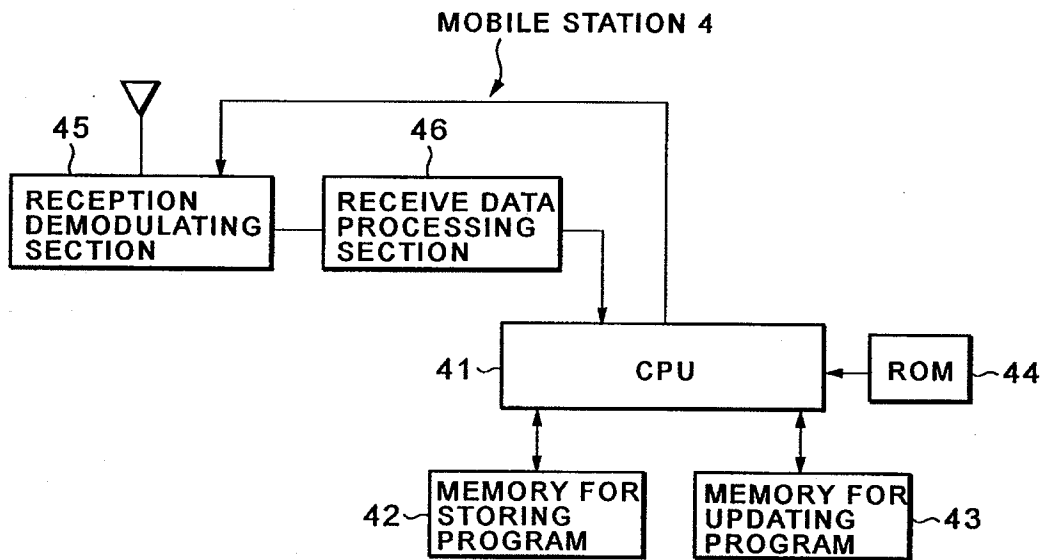 MOBILE STATION 4
45
46
RECEPTION
DEMODULATING
SECTION
RECEIVE DATA
PROCESSING
SECTION
41
CPU
ROM
44
42
MEMORY FOR
STORING
PROGRAM
MEMORY FOR
UPDATING
PROGRAM
43